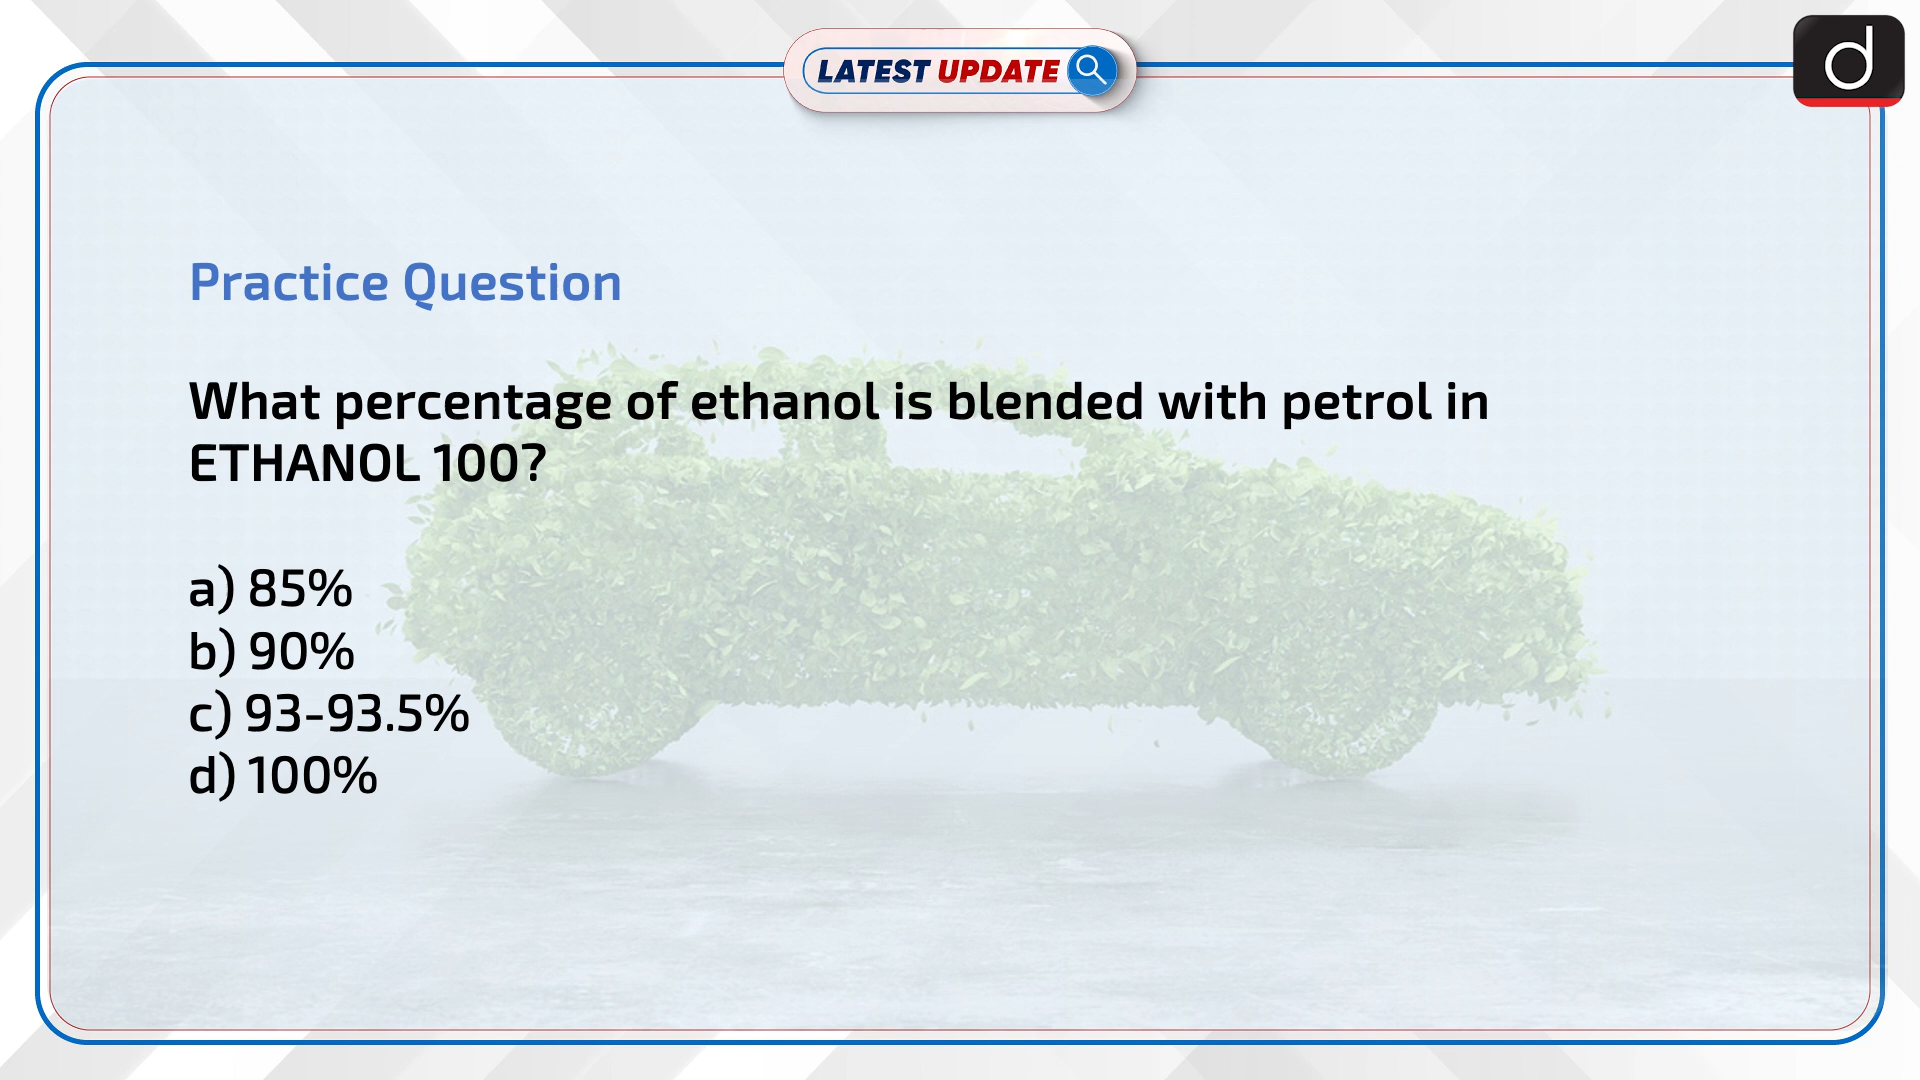 LATEST UPDATE
d
Practice Question
What percentage of ethanol is blended with petrol in
ETHANOL 100?
a) 85%
b) 90%
c) 93-93.5%
d) 100%